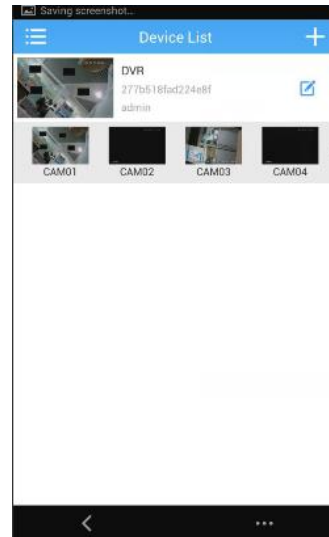 Saving screenshot...
Device List
DVR
277b518fad224e8f
admin
CAM01 CAM02 CAM03 CAM04